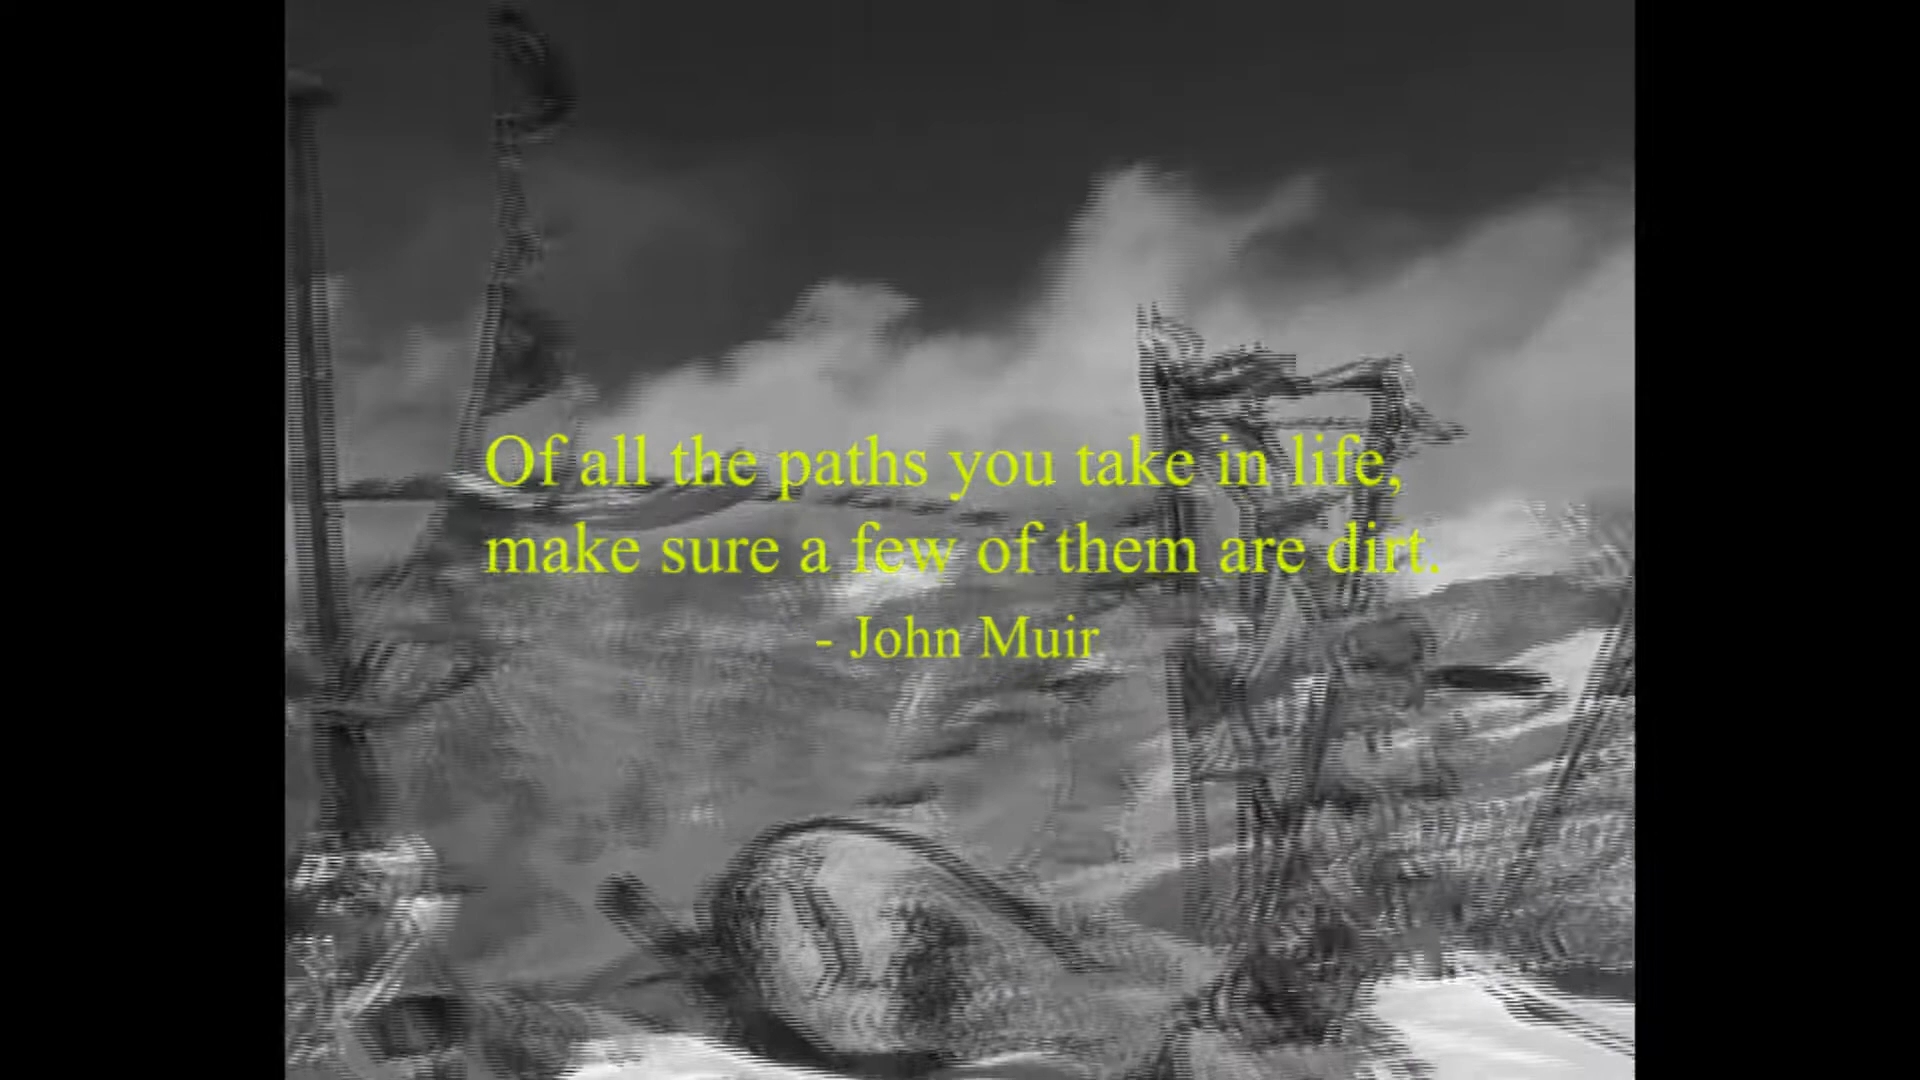 Of all the paths you take in life,
make sure a few of them are dirt.
- John Muir